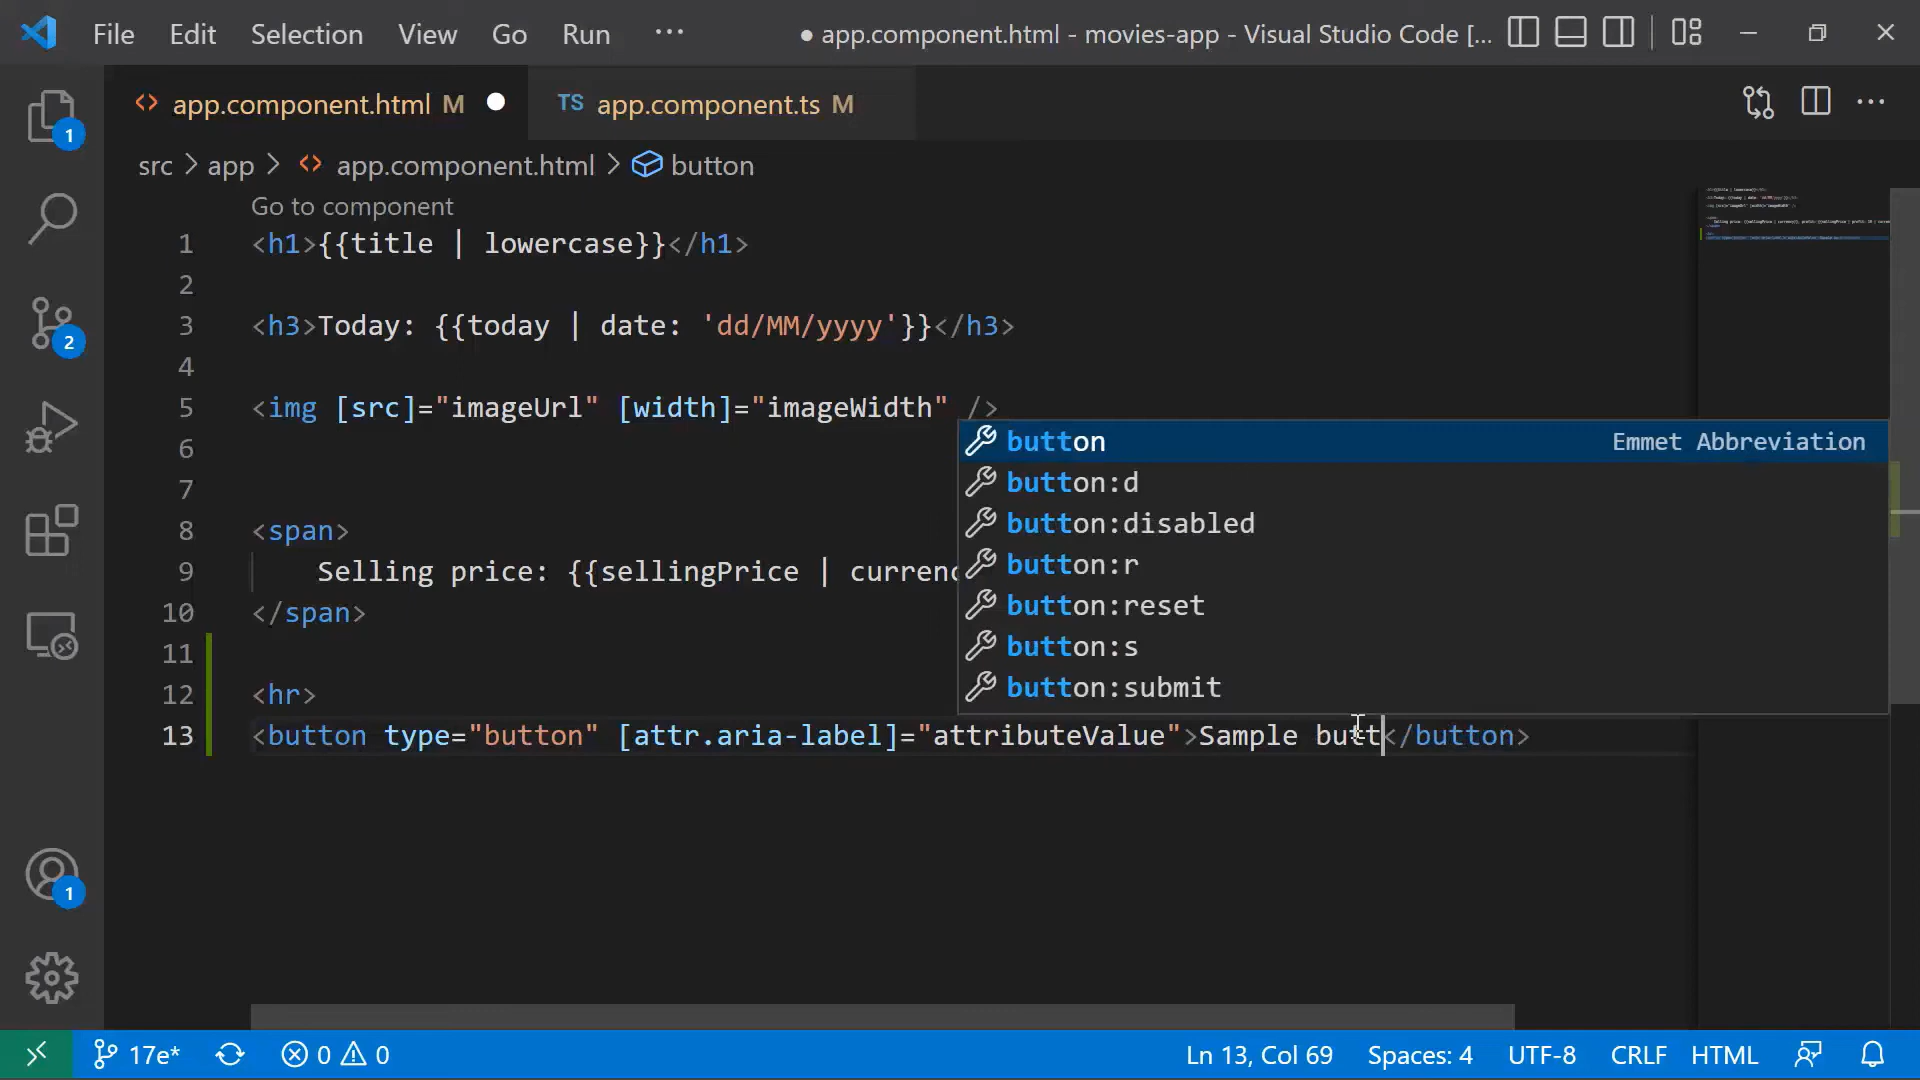 File Edit Selection View Go Run ··· ● app.component.html - movies-app - Visual Studio Code [...
app.component.html M TS app.component.ts M
src > app > app.component.html > button
Go to component
1 <h1>{{title | lowercase}}</h1>
2
3 <h3>Today: {{today | date: 'dd/MM/yyyy'}}</h3>
4
5 <img [src]="imageUrl" [width]="imageWidth" />
6
button Emmet Abbreviation
button:d
7
button:disabled
8 <span>
button:r
9 Selling price: {{sellingPrice | currenc
button:reset
10 </span>
button:s
11
button:submit
12 <hr>
13 <button type="button" [attr.aria-label]="attributeValue">Sample butt</button>
1
2
1
17e* 0 0 Ln 13, Col 69 Spaces: 4 UTF-8 CRLF HTML